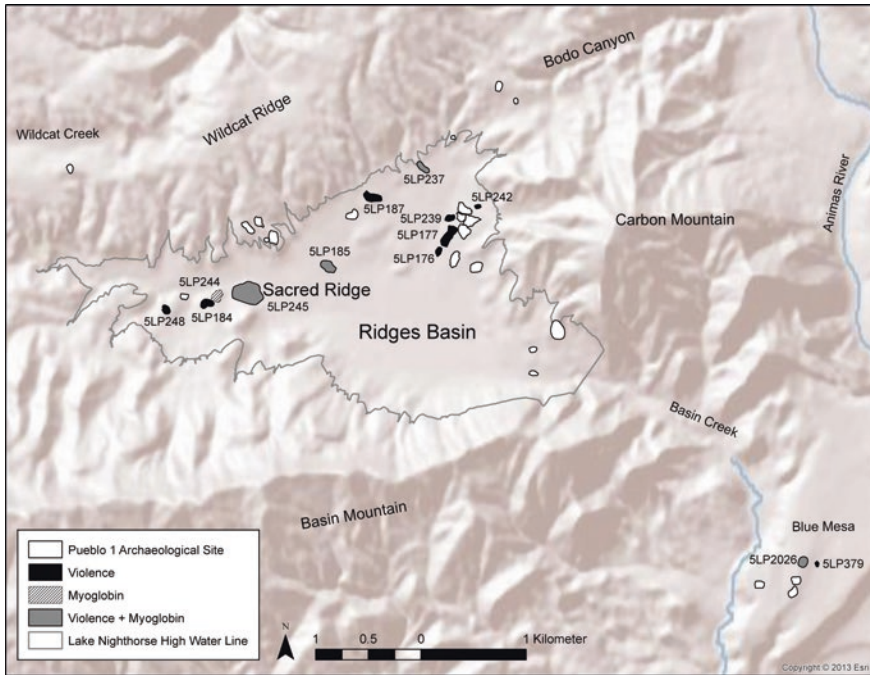 Bodo Canyon
Wildcat Ridge
Wildcat Creek
Animas River
5LP237
5LP187
5LP242
5LP239
Carbon Mountain
5LP177
5LP176
5LP185
5LP244
Sacred Ridge
5LP245
5LP248
5LP184
Ridges Basin
Basin Creek
Basin Mountain
Blue Mesa
5LP2026
5LP379
Pueblo 1 Archaeological Site
Violence
Myoglobin
Violence + Myoglobin
Lake Nighthorse High Water Line
N
1 0.5 0 1 Kilometer
Copyright © 2013 Esri